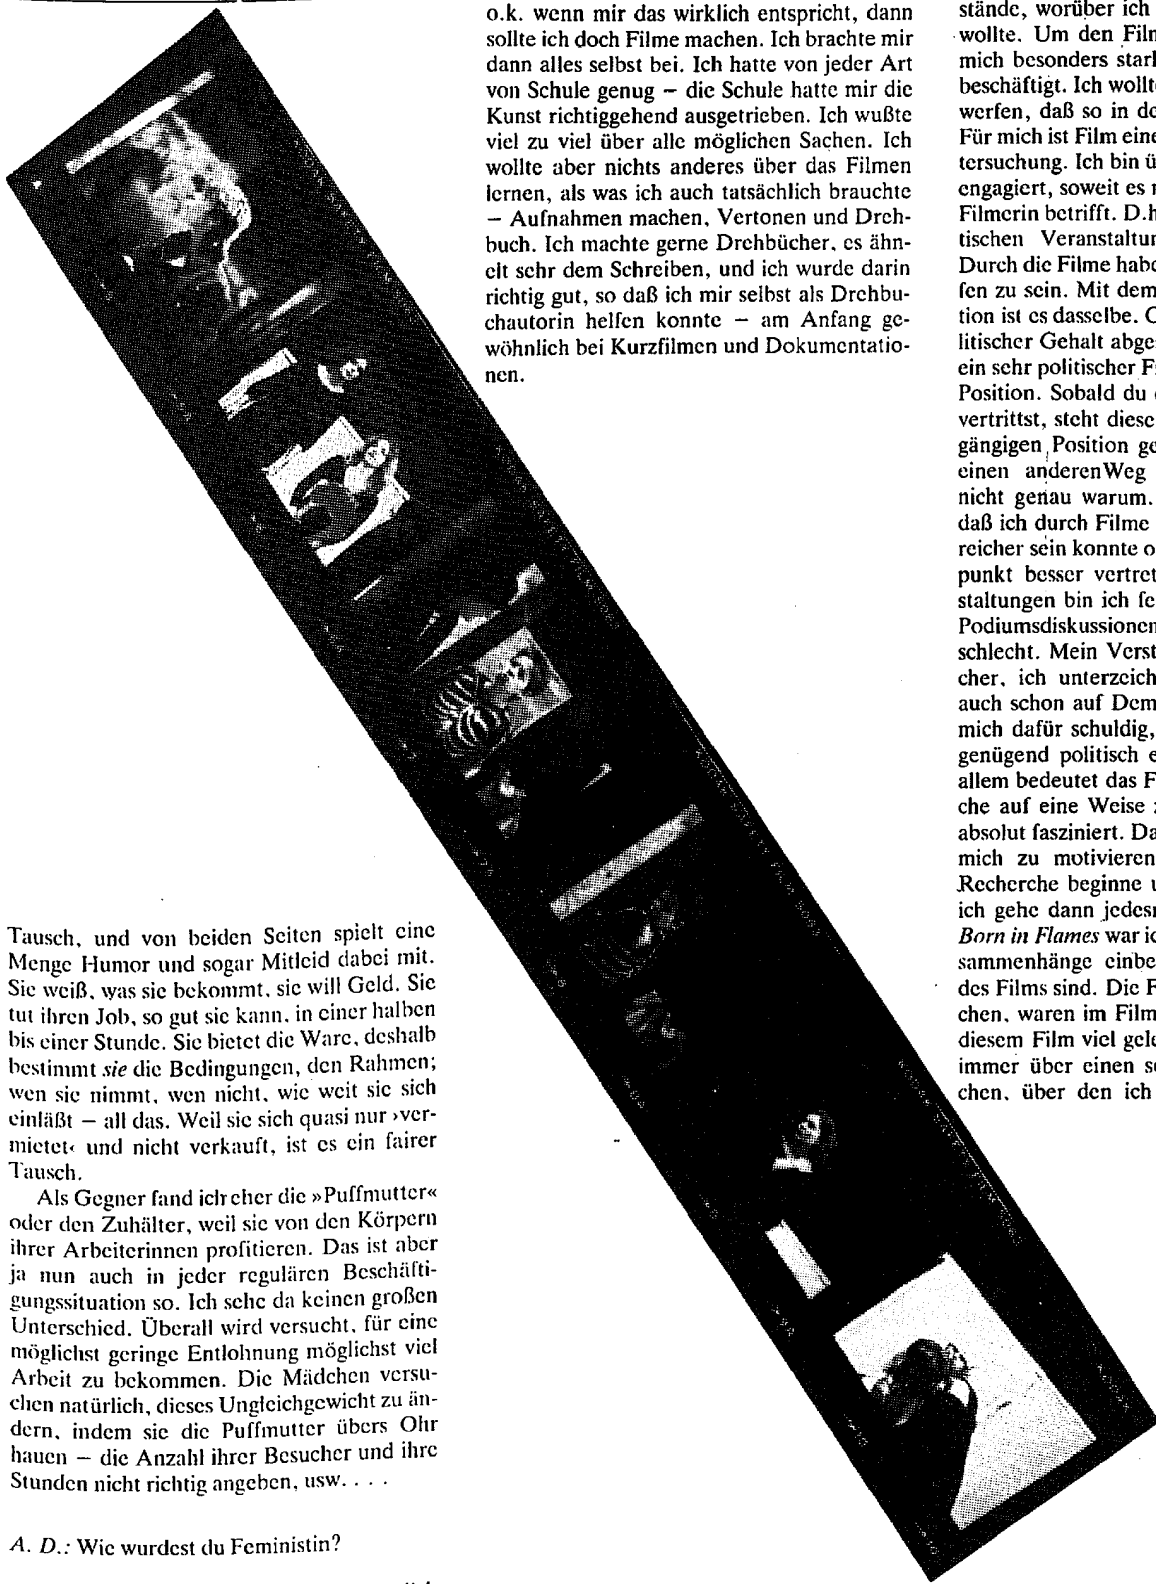 Tausch, und von beiden Seiten spielt eine
Menge Humor und sogar Mitleid dabei mit.
Sie weiß, was sie bekommt, sie will Geld. Sie
tut ihren Job, so gut sie kann, in einer halben
bis einer Stunde. Sie bietet die Ware, deshalb
bestimmt sie die Bedingungen, den Rahmen;
wen sie nimmt, wen nicht, wie weit sie sich
einläßt – all das. Weil sie sich quasi nur ›ver-
mietet‹ und nicht verkauft, ist es ein fairer
Tausch.
Als Gegner fand ich eher die »Puffmutter«
oder den Zuhälter, weil sie von den Körpern
ihrer Arbeiterinnen profitieren. Das ist aber
ja nun auch in jeder regulären Beschäfti-
gungssituation so. Ich sehe da keinen großen
Unterschied. Überall wird versucht, für eine
möglichst geringe Entlohnung möglichst viel
Arbeit zu bekommen. Die Mädchen versu-
chen natürlich, dieses Ungleichgewicht zu än-
dern, indem sie die Puffmutter übers Ohr
hauen – die Anzahl ihrer Besucher und ihre
Stunden nicht richtig angeben, usw. . . .
A. D.: Wie wurdest du Feministin?
o.k. wenn mir das wirklich entspricht, dann
sollte ich doch Filme machen. Ich brachte mir
dann alles selbst bei. Ich hatte von jeder Art
von Schule genug – die Schule hatte mir die
Kunst richtiggehend ausgetrieben. Ich wußte
viel zu viel über alle möglichen Sachen. Ich
wollte aber nichts anderes über das Filmen
lernen, als was ich auch tatsächlich brauchte
– Aufnahmen machen, Vertonen und Dreh-
buch. Ich machte gerne Drehbücher, es ähn-
elt sehr dem Schreiben, und ich wurde darin
richtig gut, so daß ich mir selbst als Drehbu-
chautorin helfen konnte – am Anfang ge-
wöhnlich bei Kurzfilmen und Dokumentatio-
nen.
stände, worüber ich
wollte. Um den Film
mich besonders star
beschäftigt. Ich wollt
werfen, daß so in de
Für mich ist Film eine
tersuchung. Ich bin ü
engagiert, soweit es
Filmerin betrifft. D.h
tischen Veranstaltu
Durch die Filme habe
fen zu sein. Mit dem
tion ist es dasselbe.
litischer Gehalt abge
ein sehr politischer F
Position. Sobald du
vertrittst, steht diese
gängigen Position ge
einen anderenWeg
nicht genau warum.
daß ich durch Filme
reicher sein konnte o
punkt besser vertret
staltungen bin ich fe
Podiumsdiskussionen
schlecht. Mein Verst
cher, ich unterzeich
auch schon auf Dem
mich dafür schuldig,
genügend politisch e
allem bedeutet das F
che auf eine Weise
absolut fasziniert. Da
mich zu motivieren
Recherche beginne u
ich gehe dann jedes
Born in Flames war ic
sammenhänge einbe
des Films sind. Die F
chen, waren im Film
diesem Film viel gele
immer über einen s
chen, über den ich